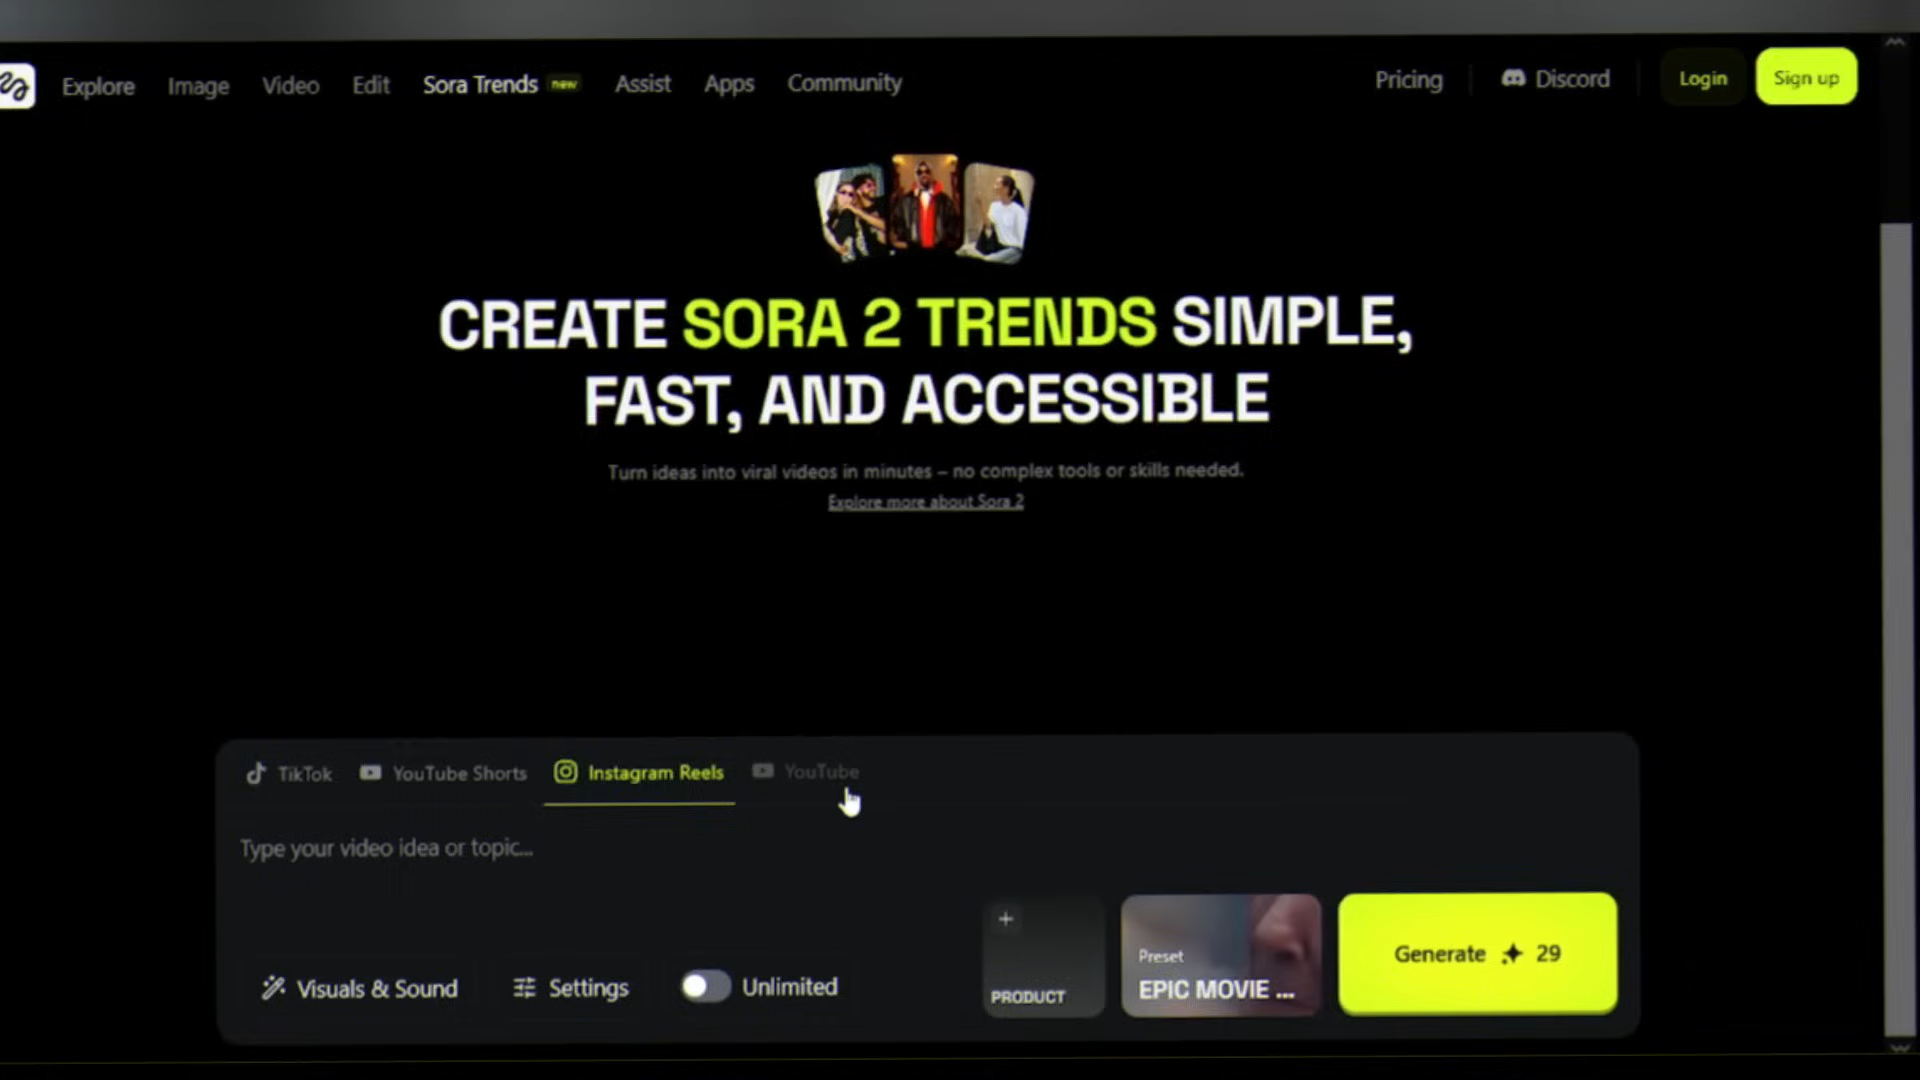 Explore Image Video Edit Sora Trends new Assist Apps Community Pricing Discord Login Sign up
CREATE SORA 2 TRENDS SIMPLE,
FAST, AND ACCESSIBLE
Turn ideas into viral videos in minutes – no complex tools or skills needed.
Explore more about Sora 2
TikTok YouTube Shorts Instagram Reels YouTube
Type your video idea or topic...
Visuals & Sound Settings Unlimited
+
PRODUCT
Preset
EPIC MOVIE ...
Generate 29